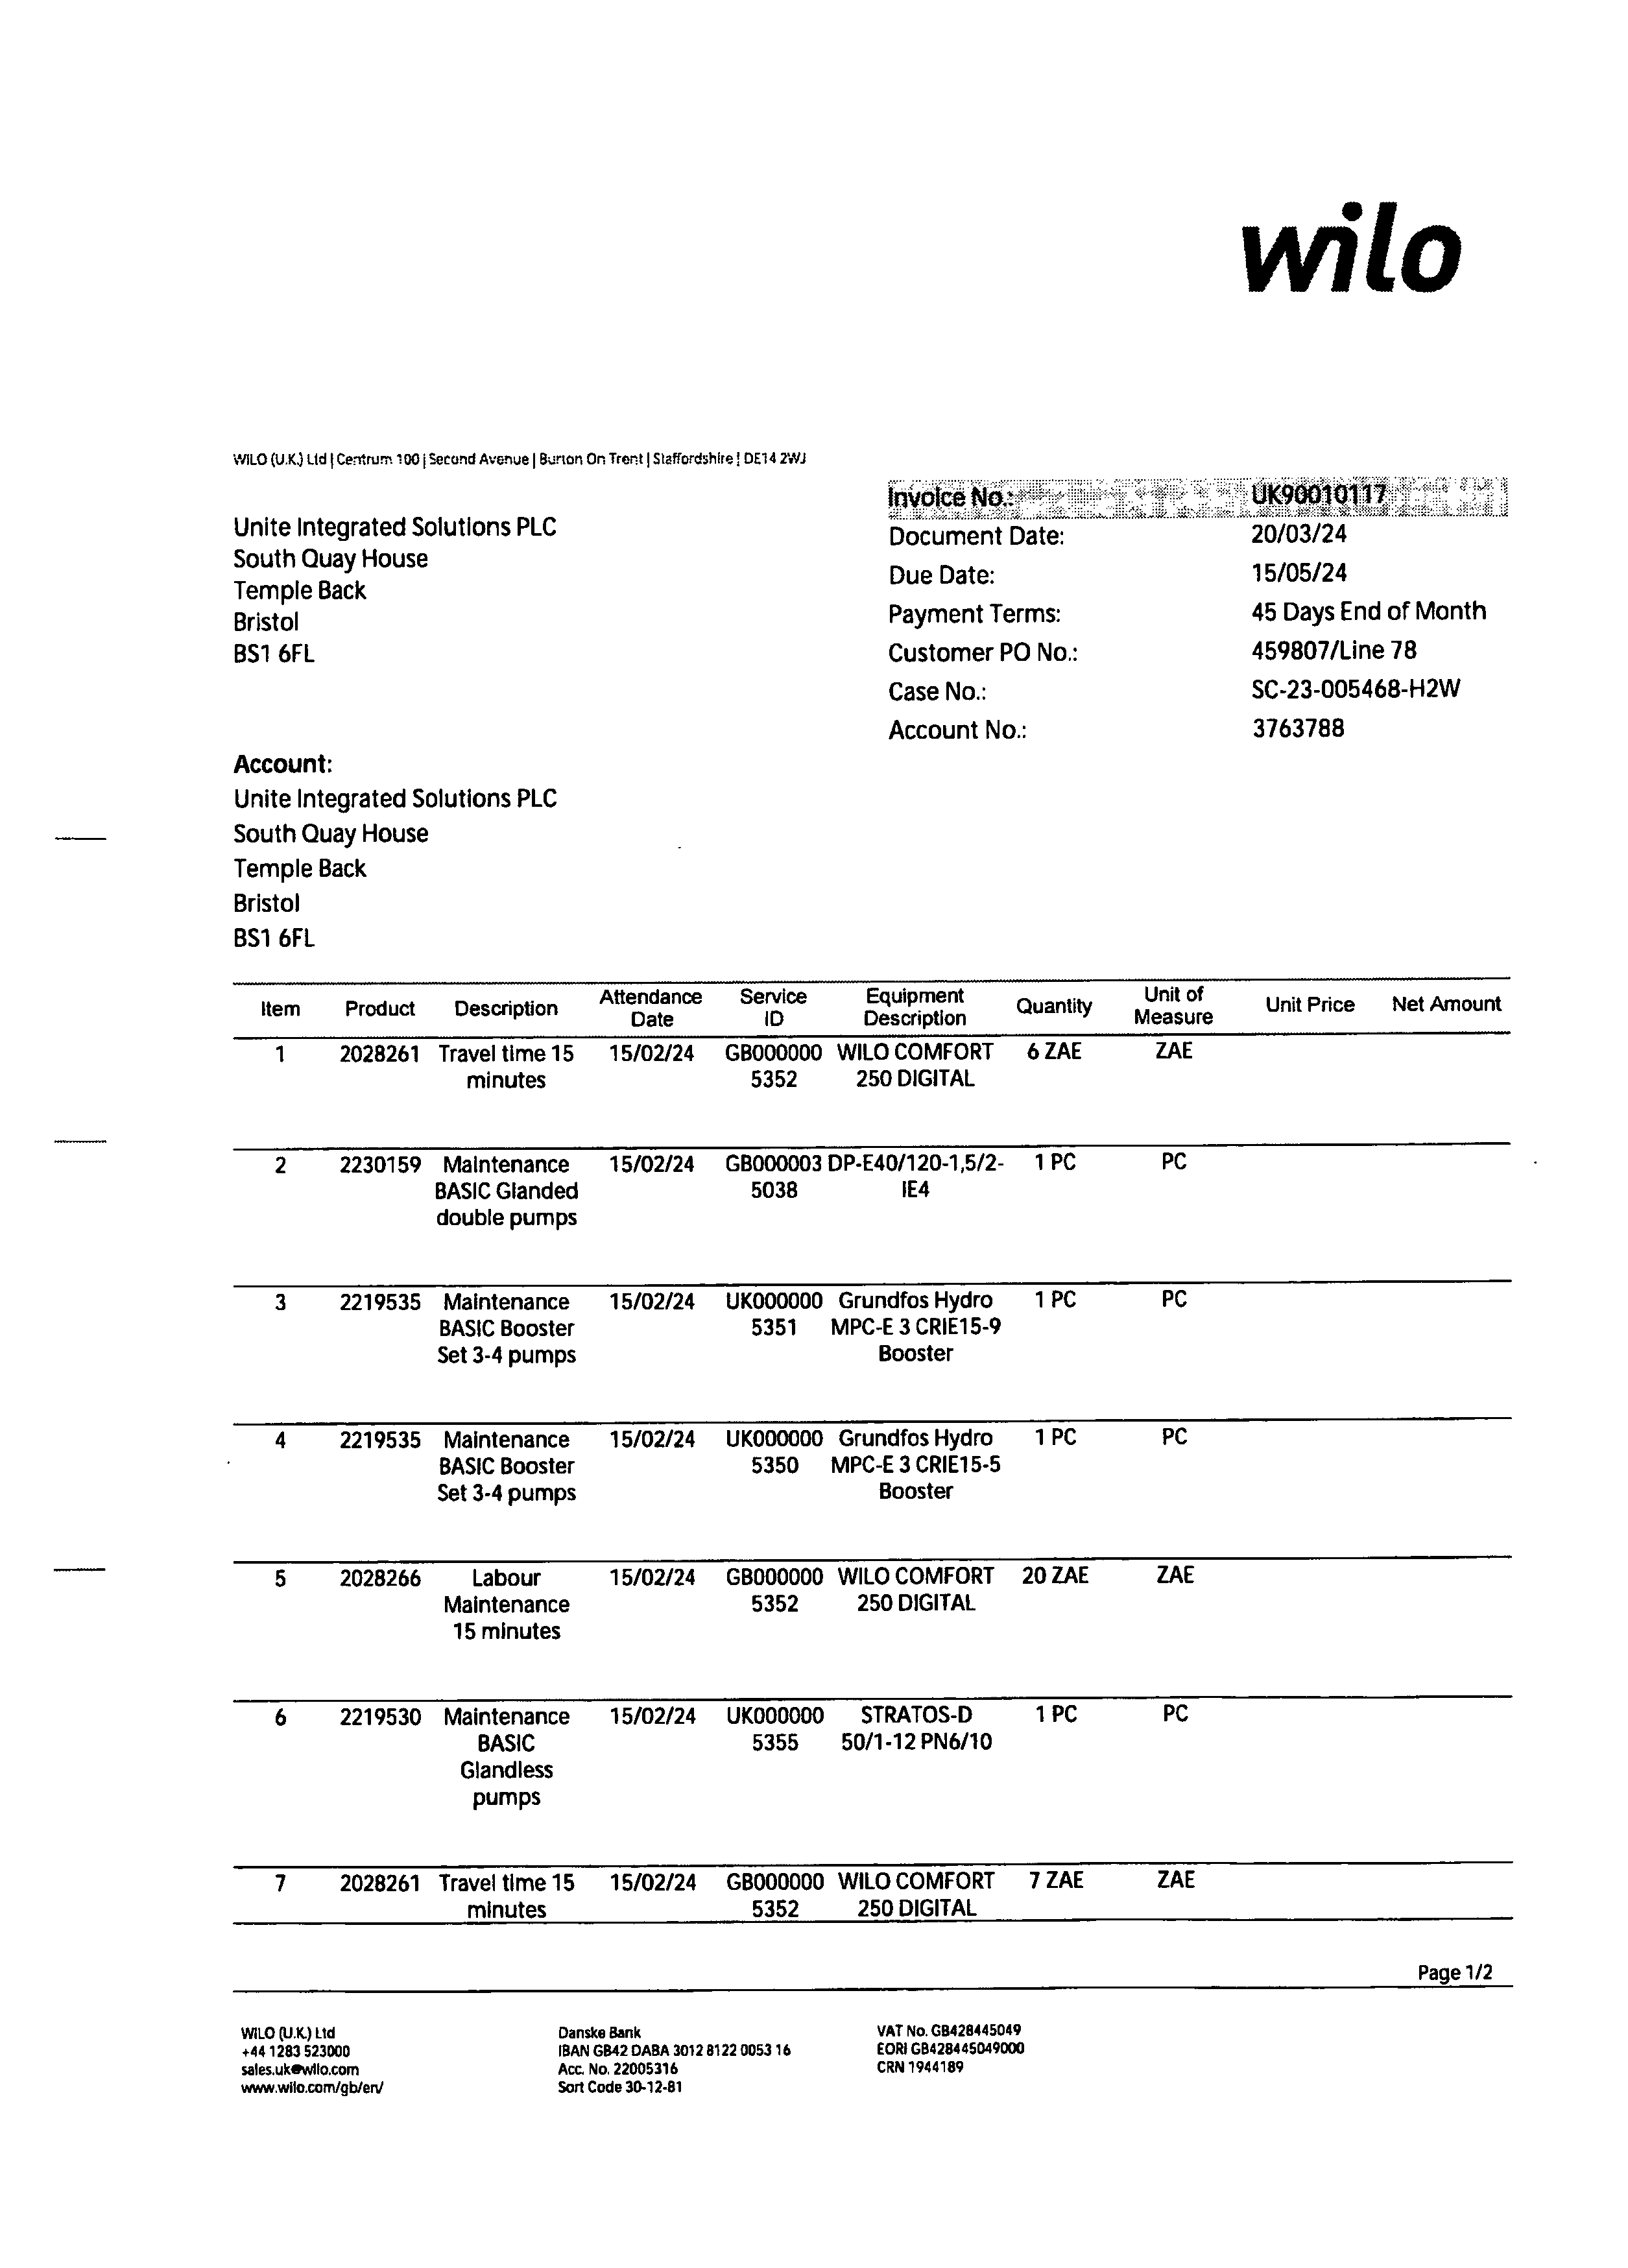 wilo
WILO (U.K.) Ltd | Centrum 100 | Second Avenue | Burton On Trent | Staffordshire | DE14 2WJ
Invoice No.: UK90010117
Document Date: 20/03/24
Due Date: 15/05/24
Payment Terms: 45 Days End of Month
Customer PO No.: 459807/Line 78
Case No.: SC-23-005468-H2W
Account No.: 3763788
Unite Integrated Solutions PLC
South Quay House
Temple Back
Bristol
BS1 6FL
Account:
Unite Integrated Solutions PLC
South Quay House
Temple Back
Bristol
BS1 6FL
Item Product Description Attendance Date Service ID Equipment Description Quantity Unit of Measure Unit Price Net Amount
1 2028261 Travel time 15 15/02/24 GB000000 WILO COMFORT 6 ZAE ZAE
minutes 5352 250 DIGITAL
2 2230159 Maintenance 15/02/24 GB000003 DP-E40/120-1,5/2- 1 PC PC
BASIC Glanded 5038 IE4
double pumps
3 2219535 Maintenance 15/02/24 UK000000 Grundfos Hydro 1 PC PC
BASIC Booster 5351 MPC-E 3 CRIE15-9
Set 3-4 pumps Booster
4 2219535 Maintenance 15/02/24 UK000000 Grundfos Hydro 1 PC PC
BASIC Booster 5350 MPC-E 3 CRIE15-5
Set 3-4 pumps Booster
5 2028266 Labour 15/02/24 GB000000 WILO COMFORT 20 ZAE ZAE
Maintenance 5352 250 DIGITAL
15 minutes
6 2219530 Maintenance 15/02/24 UK000000 STRATOS-D 1 PC PC
BASIC 5355 50/1-12 PN6/10
Glandless
pumps
7 2028261 Travel time 15 15/02/24 GB000000 WILO COMFORT 7 ZAE ZAE
minutes 5352 250 DIGITAL
Page 1/2
WILO (U.K.) Ltd Danske Bank VAT No. GB428445049
+44 1283 523000 IBAN GB42 DABA 3012 8122 0053 16 EORI GB428445049000
sales.uk@wilo.com Acc. No. 22005316 CRN 1944189
www.wilo.com/gb/en/ Sort Code 30-12-81